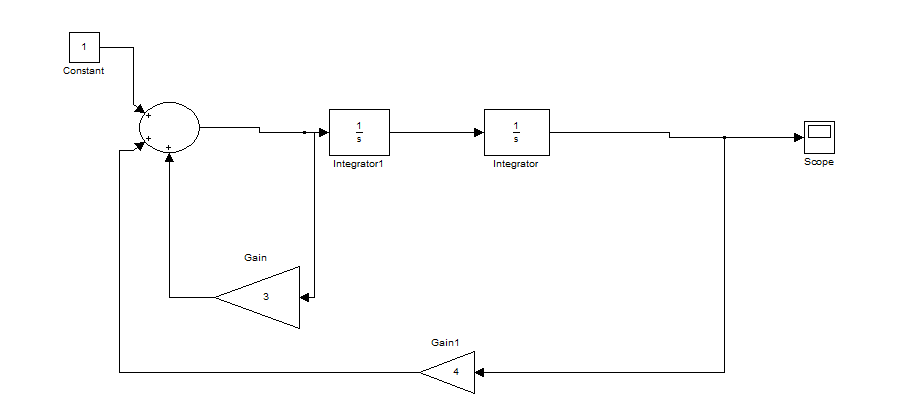 1
Constant
+
+
+
1
s
Integrator1
1
s
Integrator
Scope
Gain
3
Gain1
4